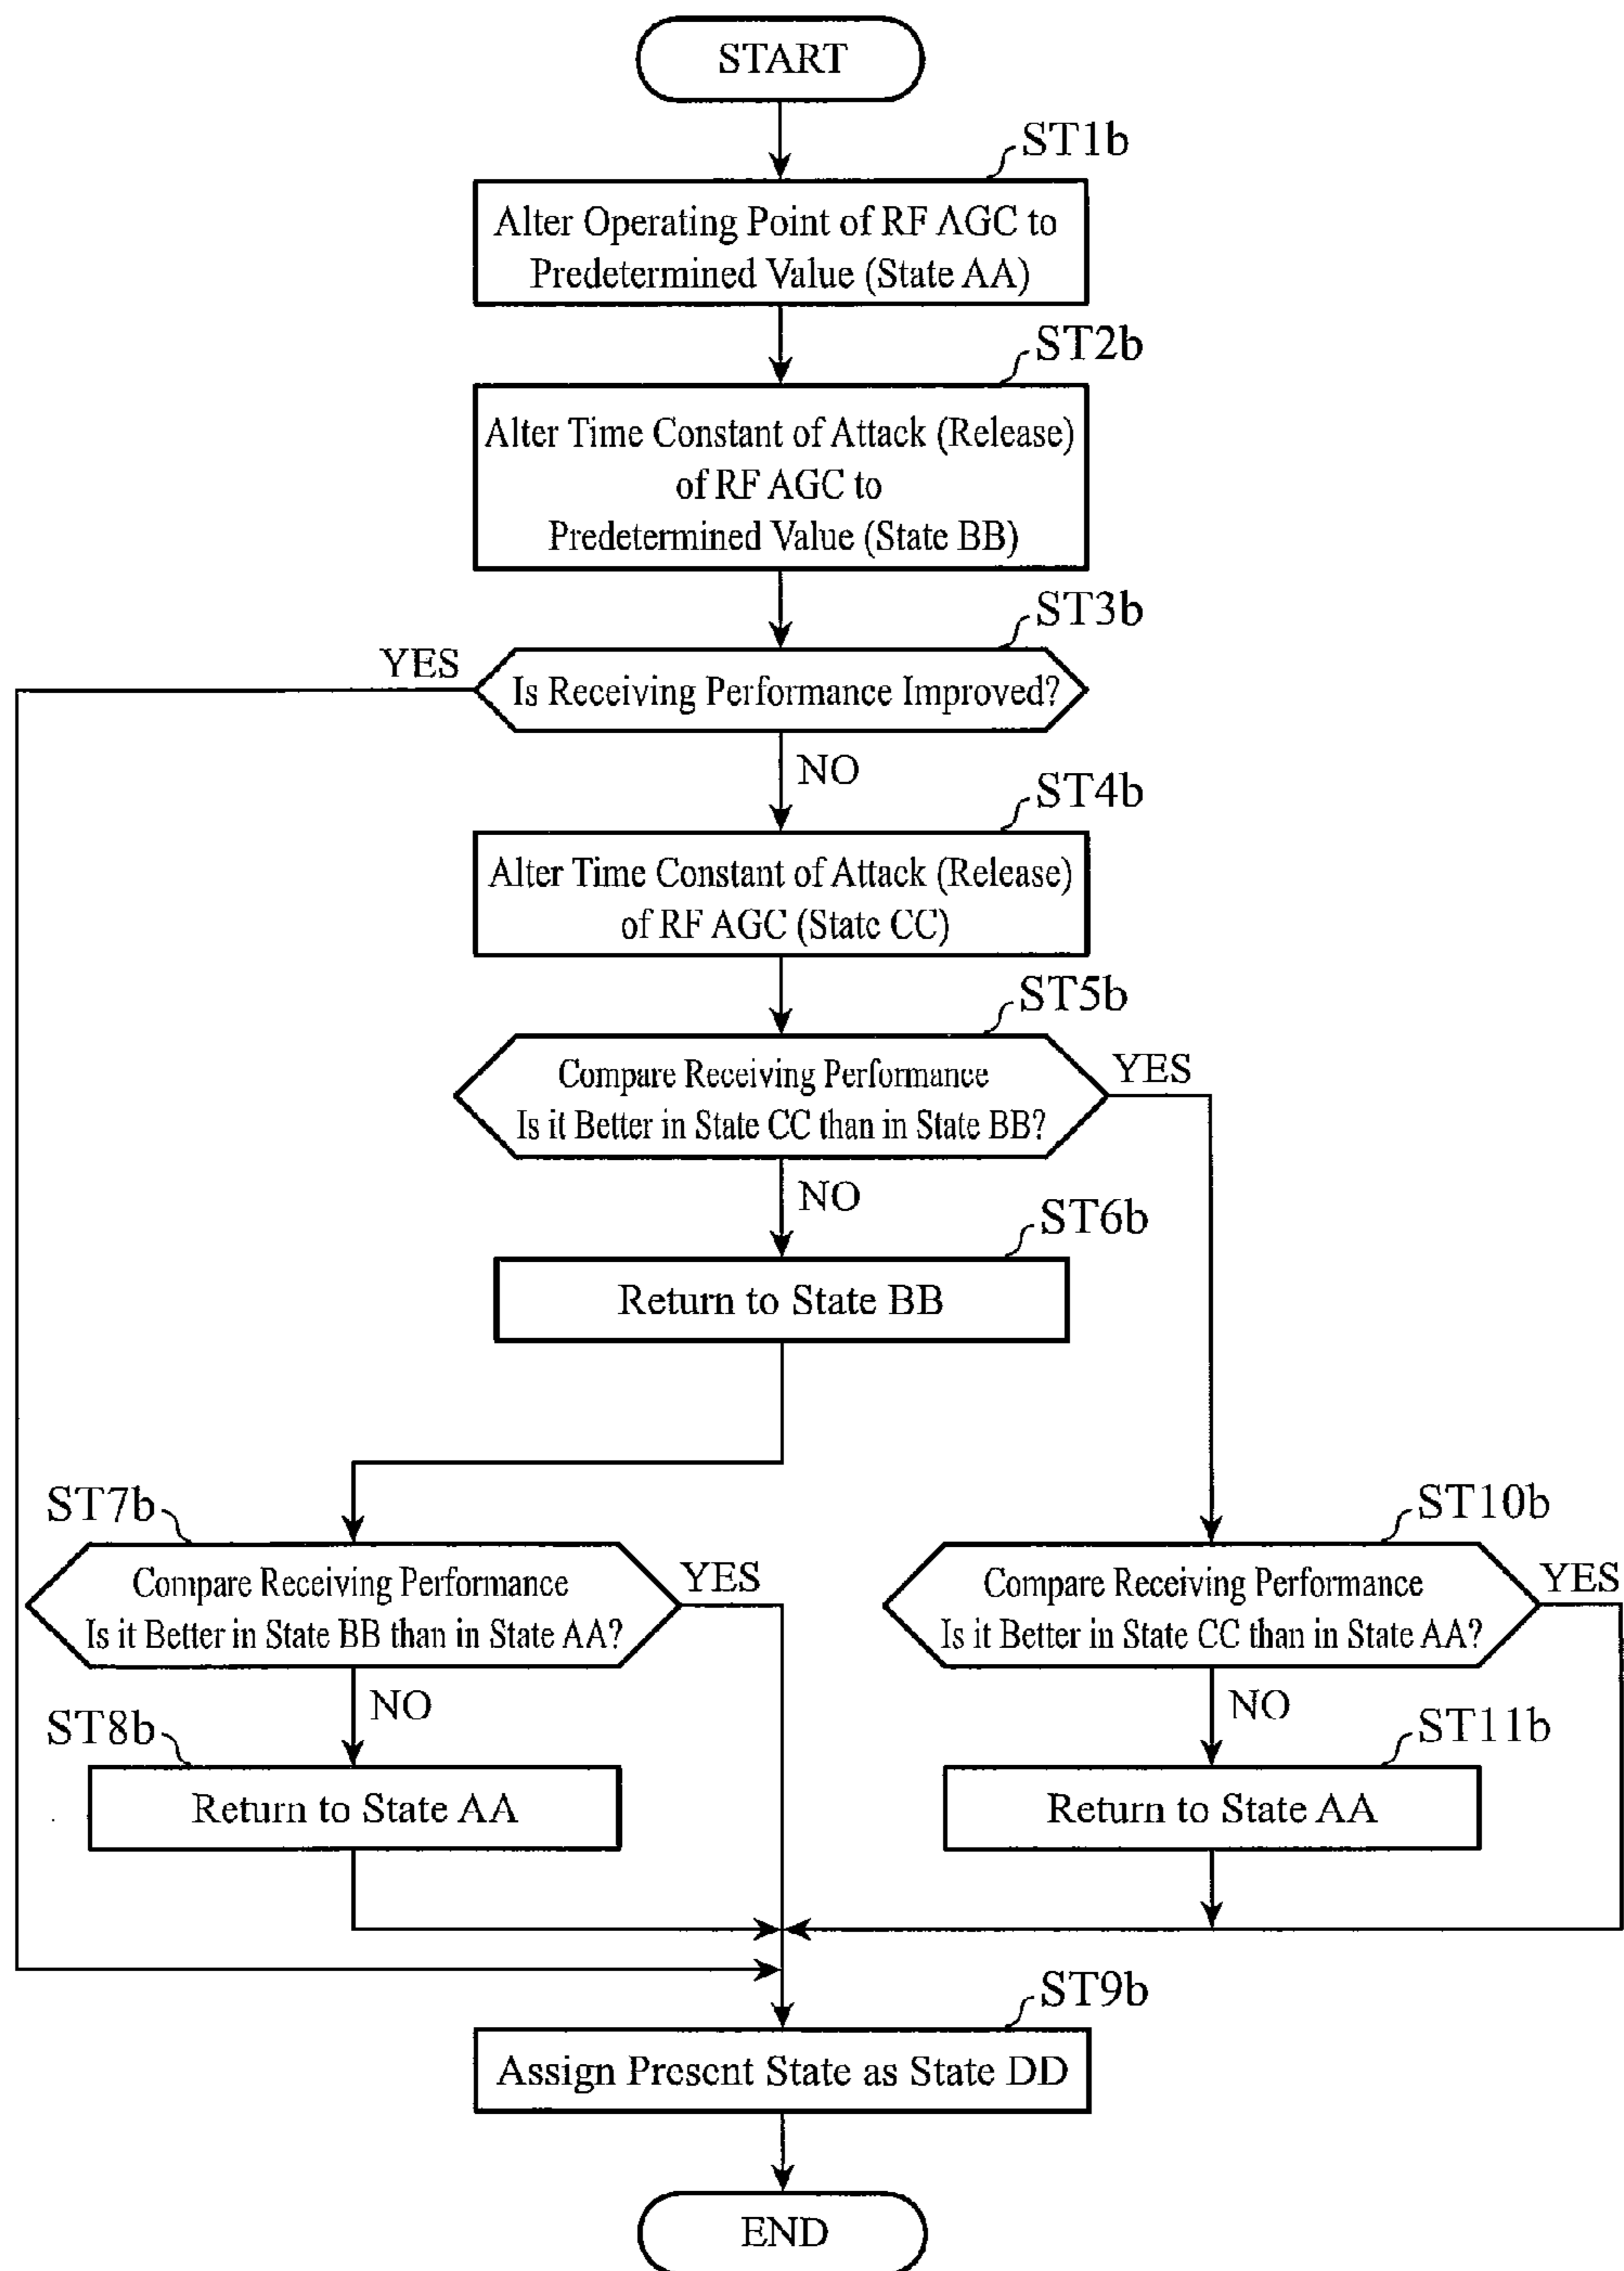 START
ST1b
Alter Operating Point of RF AGC to
Predetermined Value (State AA)
ST2b
Alter Time Constant of Attack (Release)
of RF AGC to
Predetermined Value (State BB)
ST3b
YES
Is Receiving Performance Improved?
NO
ST4b
Alter Time Constant of Attack (Release)
of RF AGC (State CC)
ST5b
Compare Receiving Performance
Is it Better in State CC than in State BB?
YES
NO
ST6b
Return to State BB
ST7b
Compare Receiving Performance
Is it Better in State BB than in State AA?
YES
NO
ST8b
Return to State AA
ST10b
Compare Receiving Performance
Is it Better in State CC than in State AA?
YES
NO
ST11b
Return to State AA
ST9b
Assign Present State as State DD
END